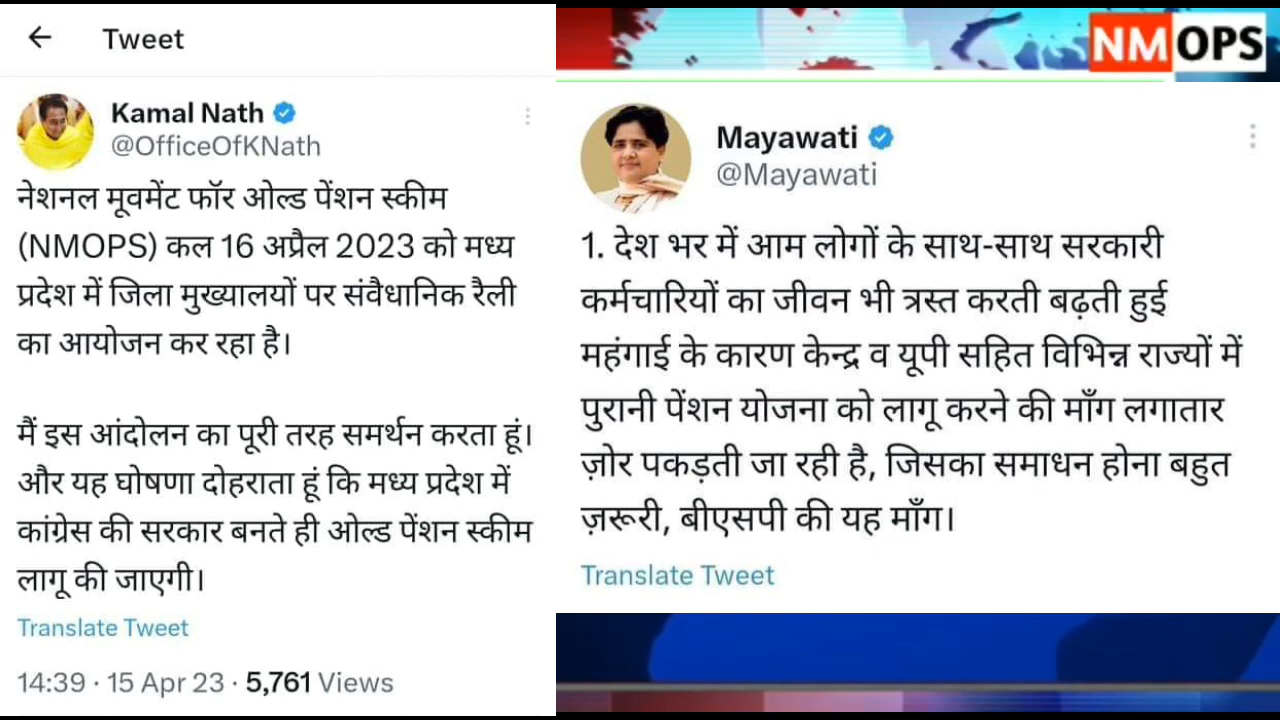 Tweet
Kamal Nath
@OfficeOfKNath
नेशनल मूवमेंट फॉर ओल्ड पेंशन स्कीम
(NMOPS) कल 16 अप्रैल 2023 को मध्य
प्रदेश में जिला मुख्यालयों पर संवैधानिक रैली
का आयोजन कर रहा है।
मैं इस आंदोलन का पूरी तरह समर्थन करता हूं।
और यह घोषणा दोहराता हूं कि मध्य प्रदेश में
कांग्रेस की सरकार बनते ही ओल्ड पेंशन स्कीम
लागू की जाएगी।
Translate Tweet
14:39 · 15 Apr 23 · 5,761 Views
NMOPS
Mayawati
@Mayawati
1. देश भर में आम लोगों के साथ-साथ सरकारी
कर्मचारियों का जीवन भी त्रस्त करती बढ़ती हुई
महंगाई के कारण केन्द्र व यूपी सहित विभिन्न राज्यों में
पुरानी पेंशन योजना को लागू करने की माँग लगातार
ज़ोर पकड़ती जा रही है, जिसका समाधन होना बहुत
ज़रूरी, बीएसपी की यह माँग।
Translate Tweet